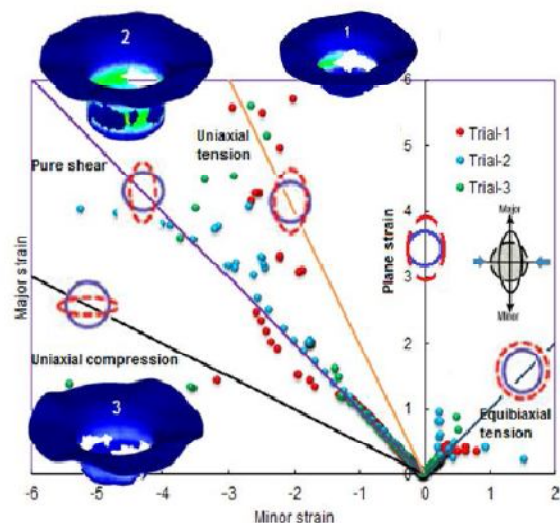 2
1
3
Uniaxial
tension
Pure shear
Uniaxial compression
Plane strain
Equibiaxial
tension
Trial-1
Trial-2
Trial-3
Major
Minor
Major strain
6
5
4
3
2
1
0
-6 -5 -4 -3 -2 -1 0 1 2
Minor strain